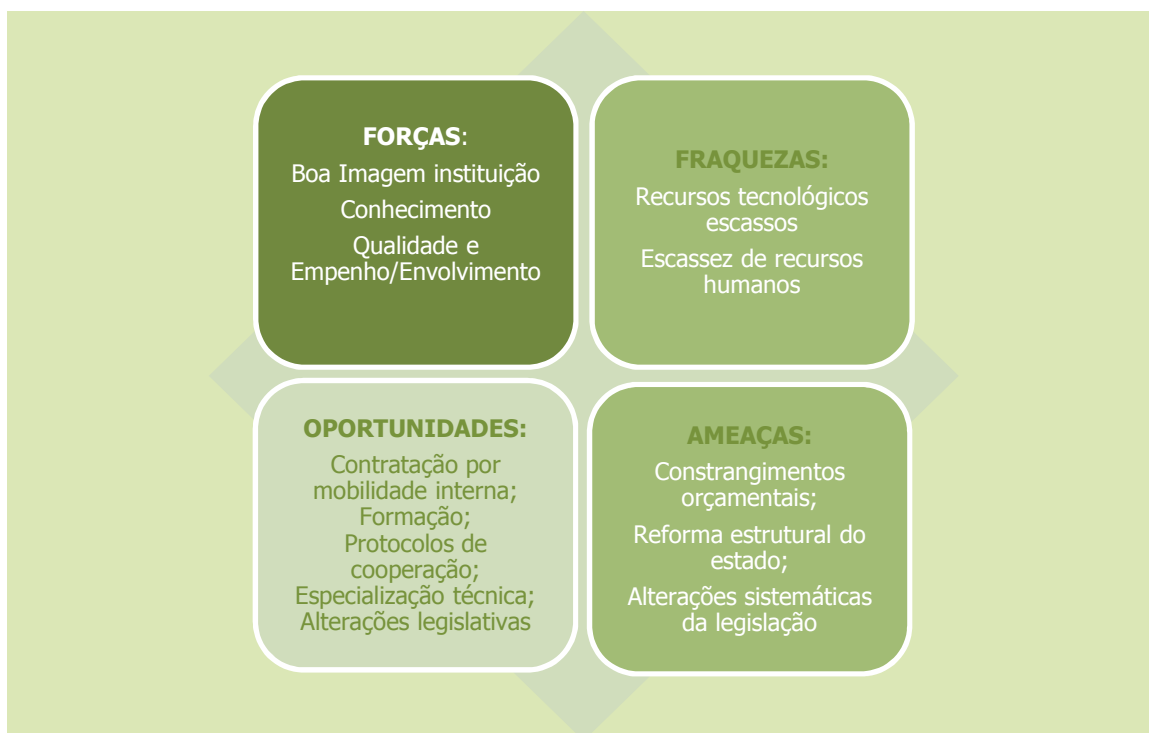 FORÇAS:
Boa Imagem instituição
Conhecimento
Qualidade e
Empenho/Envolvimento
FRAQUEZAS:
Recursos tecnológicos
escassos
Escassez de recursos
humanos
OPORTUNIDADES:
Contratação por
mobilidade interna;
Formação;
Protocolos de
cooperação;
Especialização técnica;
Alterações legislativas
AMEAÇAS:
Constrangimentos
orçamentais;
Reforma estrutural do
estado;
Alterações sistemáticas
da legislação